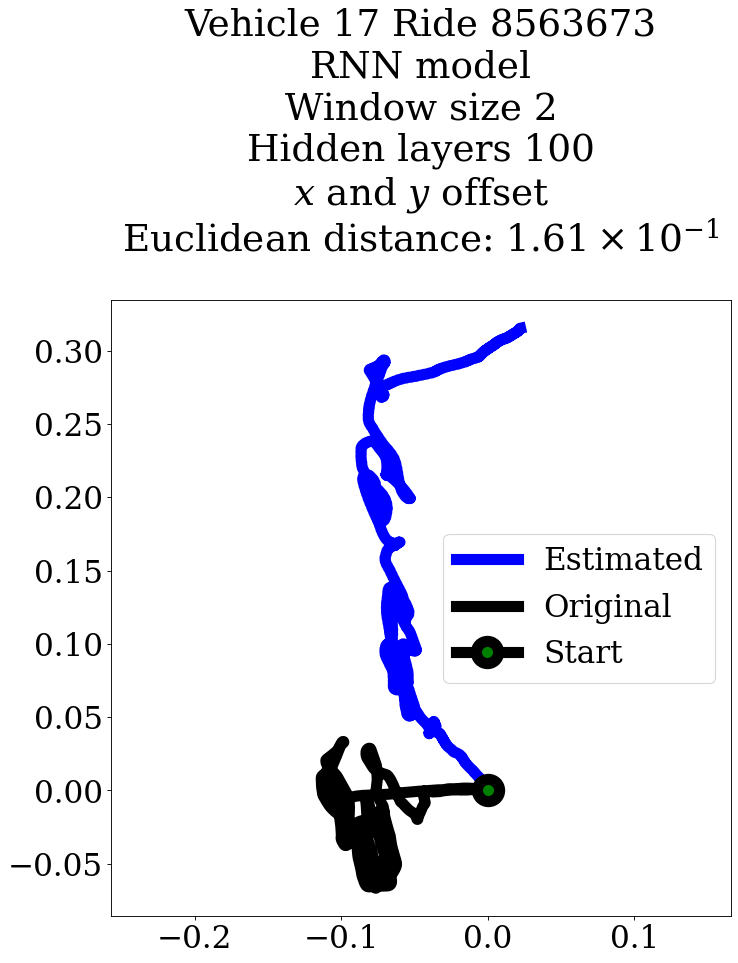 Vehicle 17 Ride 8563673
RNN model
Window size 2
Hidden layers 100
x and y offset
Euclidean distance: 1.61 × 10⁻¹
0.30
0.25
0.20
0.15
0.10
0.05
0.00
−0.05
Estimated
Original
Start
−0.2
−0.1
0.0
0.1